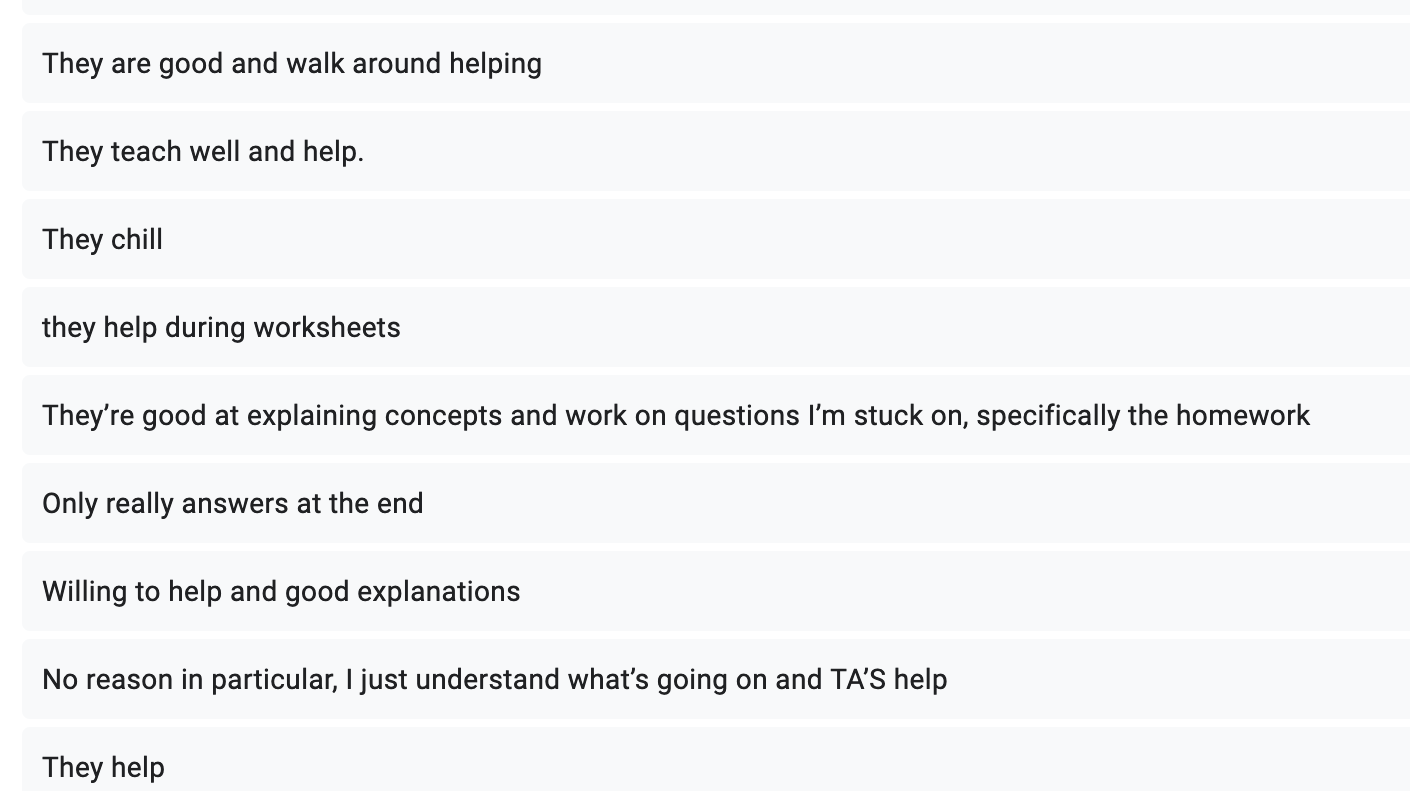 They are good and walk around helping
They teach well and help.
They chill
they help during worksheets
They’re good at explaining concepts and work on questions I’m stuck on, specifically the homework
Only really answers at the end
Willing to help and good explanations
No reason in particular, I just understand what’s going on and TA’S help
They help